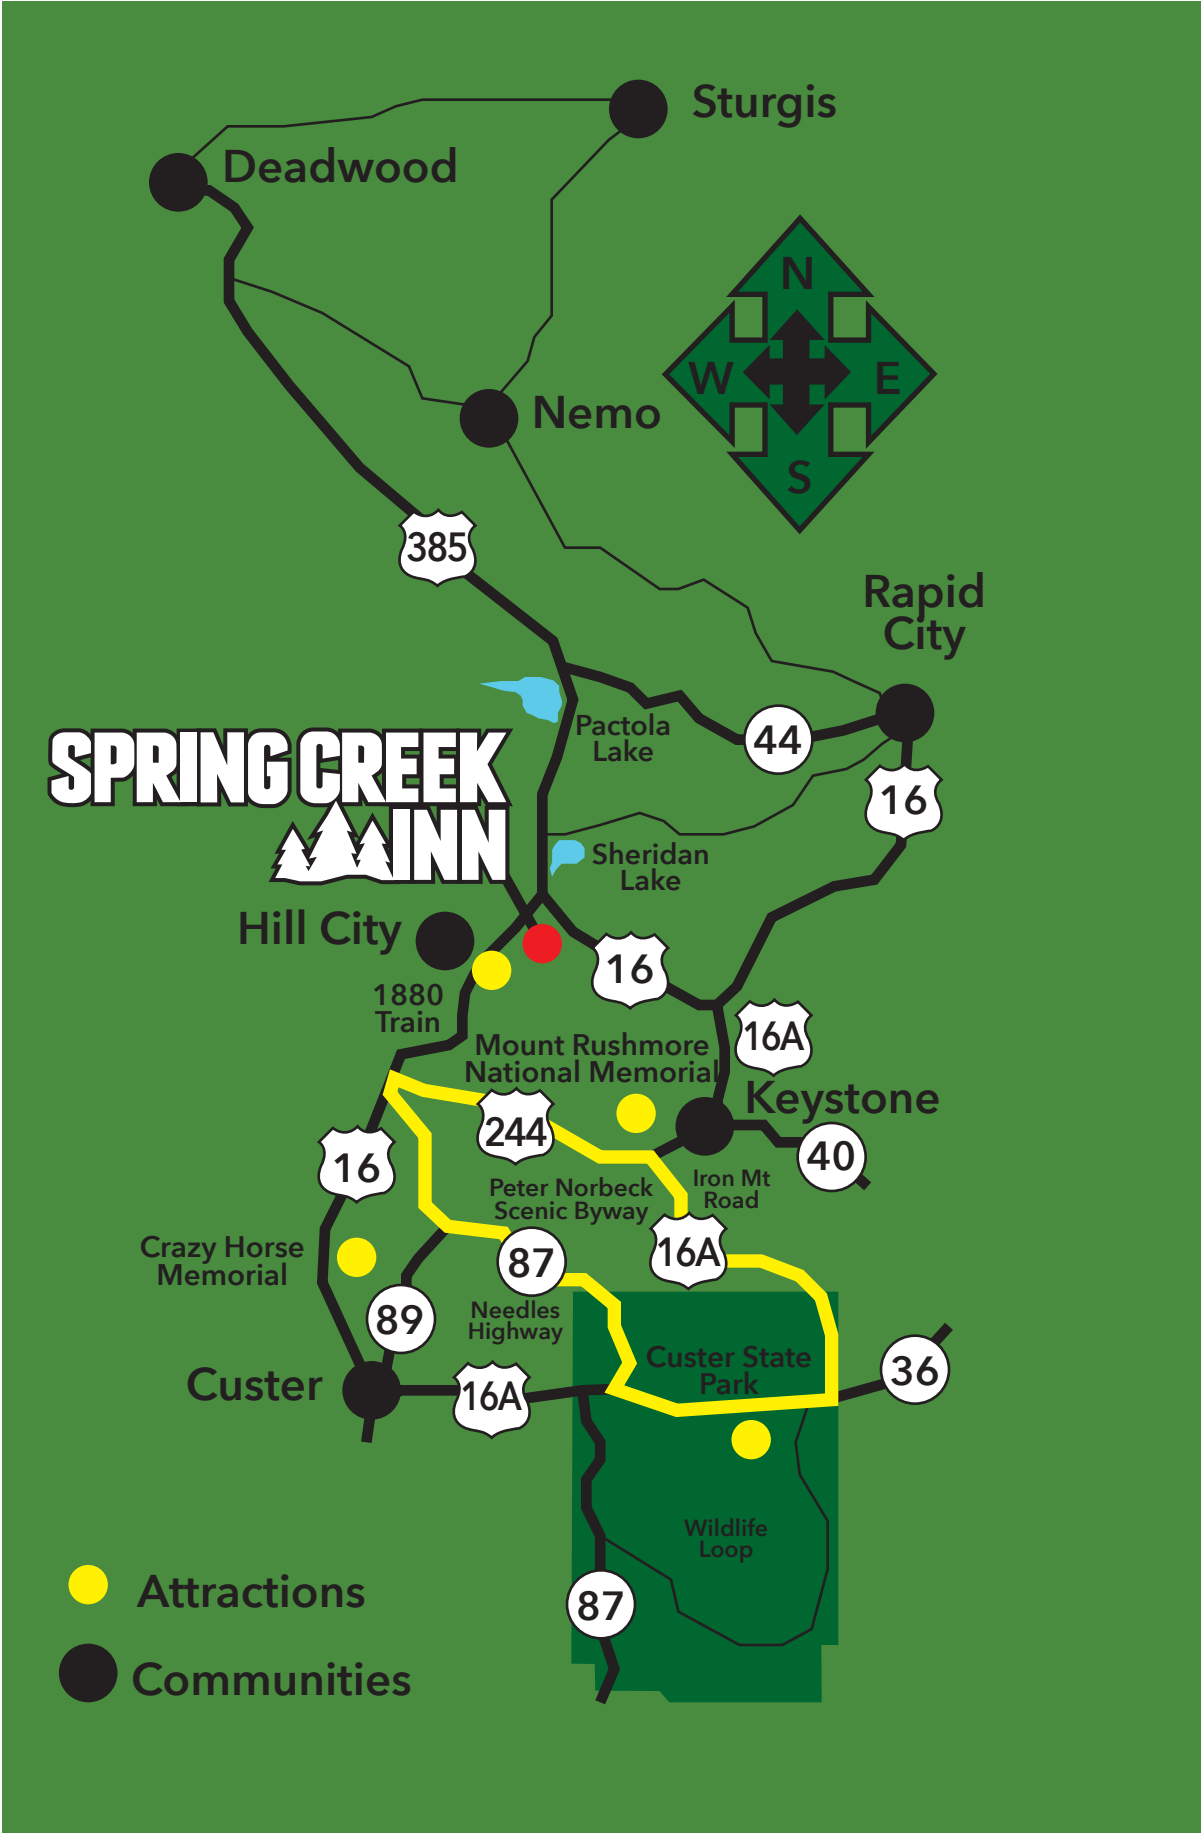 Sturgis
Deadwood
N
W
E
S
Nemo
385
Rapid
City
Pactola
Lake
44
SPRING CREEK
INN
16
Sheridan
Lake
Hill City
16
1880
Train
16A
Mount Rushmore
National Memorial
Keystone
244
40
16
Iron Mt
Road
Peter Norbeck
Scenic Byway
Crazy Horse
Memorial
87
16A
89
Needles
Highway
Custer State
Park
36
Custer
16A
Wildlife
Loop
Attractions
87
Communities